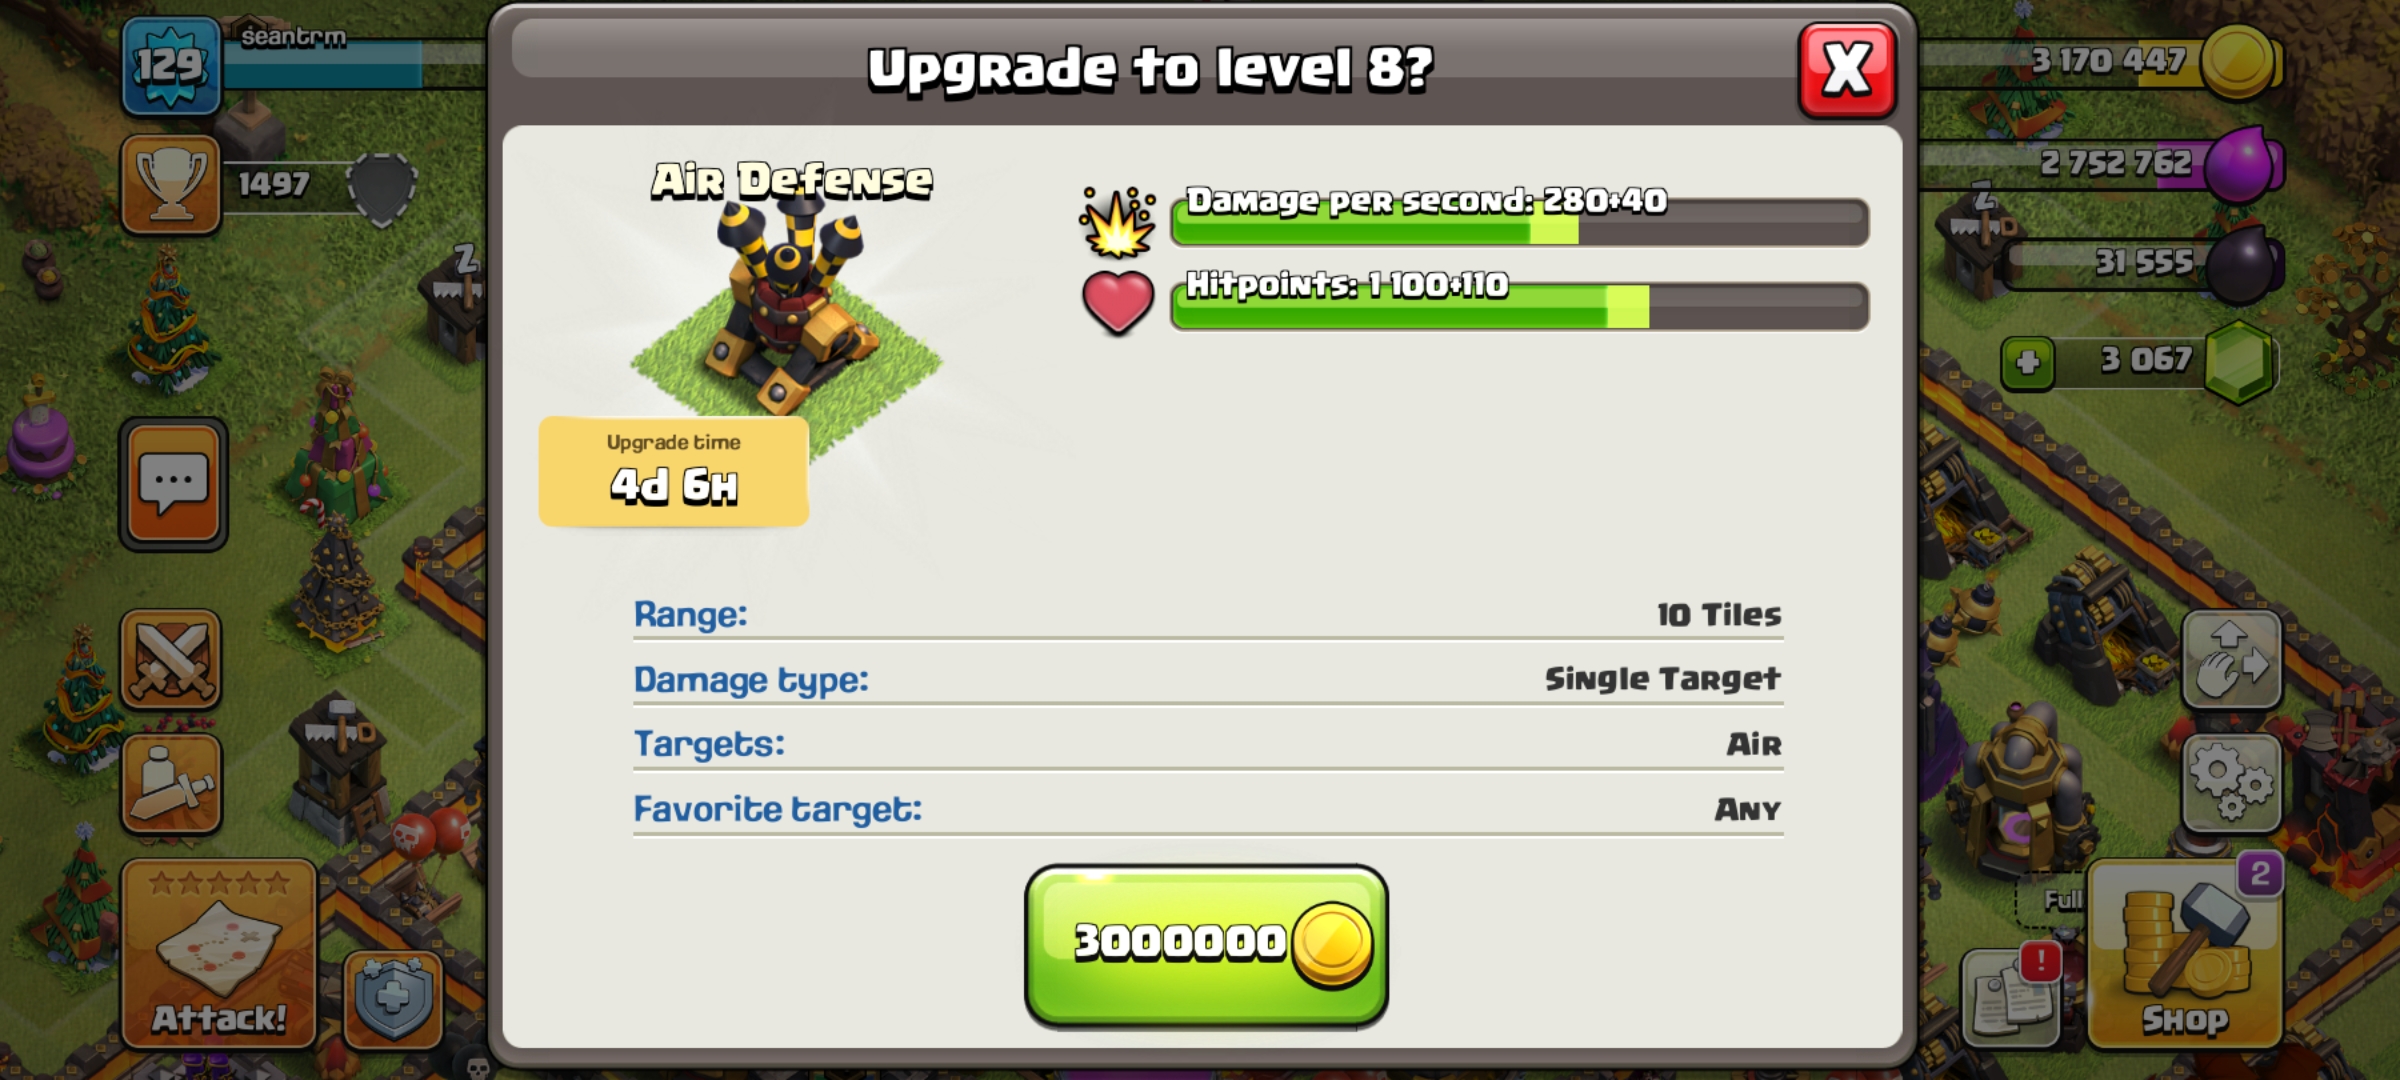 Upgrade to level 8?
X
129
seantrm
1497
Air Defense
Damage per second: 280+40
Hitpoints: 1 100+110
Upgrade time
4d 6H
Range: 10 Tiles
Damage type: Single Target
Targets: Air
Favorite target: Any
3000000
3 170 447
2 752 762
31 555
+ 3 067
Z
Z
Attack!
Full
!
2
Shop